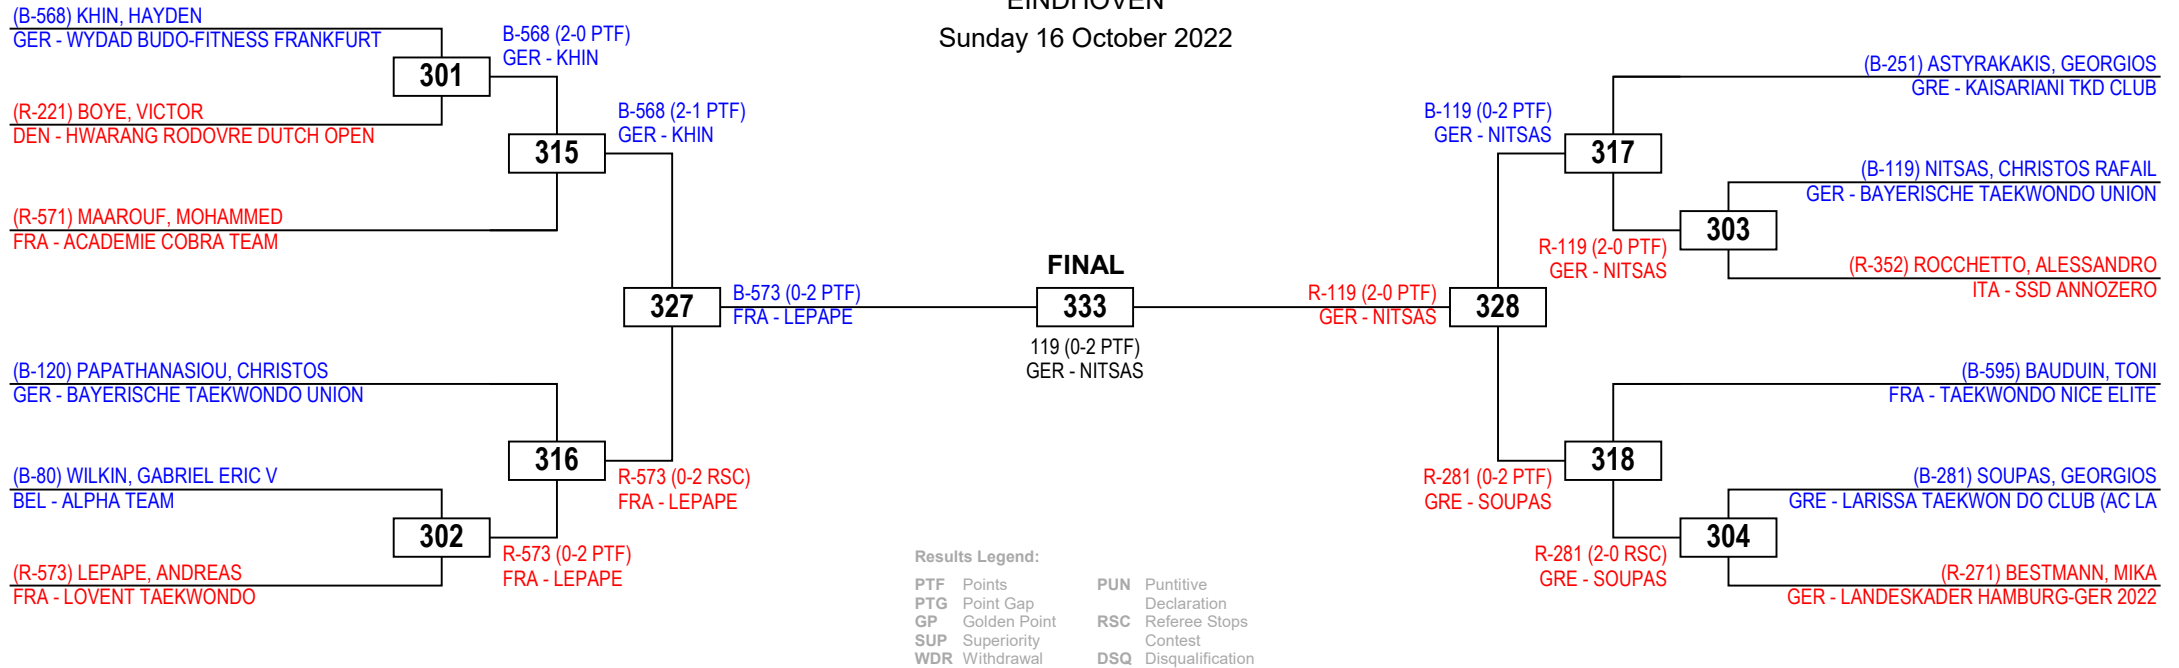 EINDHOVEN
Sunday 16 October 2022
(B-568) KHIN, HAYDEN
GER - WYDAD BUDO-FITNESS FRANKFURT
301
(R-221) BOYE, VICTOR
DEN - HWARANG RODOVRE DUTCH OPEN
B-568 (2-0 PTF)
GER - KHIN
315
(R-571) MAAROUF, MOHAMMED
FRA - ACADEMIE COBRA TEAM
B-568 (2-1 PTF)
GER - KHIN
327
B-573 (0-2 PTF)
FRA - LEPAPE
(B-120) PAPATHANASIOU, CHRISTOS
GER - BAYERISCHE TAEKWONDO UNION
316
R-573 (0-2 RSC)
FRA - LEPAPE
(B-80) WILKIN, GABRIEL ERIC V
BEL - ALPHA TEAM
302
R-573 (0-2 PTF)
FRA - LEPAPE
(R-573) LEPAPE, ANDREAS
FRA - LOVENT TAEKWONDO
FINAL
333
119 (0-2 PTF)
GER - NITSAS
(B-251) ASTYRAKAKIS, GEORGIOS
GRE - KAISARIANI TKD CLUB
B-119 (0-2 PTF)
GER - NITSAS
317
(B-119) NITSAS, CHRISTOS RAFAIL
GER - BAYERISCHE TAEKWONDO UNION
303
R-119 (2-0 PTF)
GER - NITSAS
(R-352) ROCCHETTO, ALESSANDRO
ITA - SSD ANNOZERO
R-119 (2-0 PTF)
GER - NITSAS
328
(B-595) BAUDUIN, TONI
FRA - TAEKWONDO NICE ELITE
318
R-281 (0-2 PTF)
GRE - SOUPAS
(B-281) SOUPAS, GEORGIOS
GRE - LARISSA TAEKWON DO CLUB (AC LA
304
R-281 (2-0 RSC)
GRE - SOUPAS
(R-271) BESTMANN, MIKA
GER - LANDESKADER HAMBURG-GER 2022
Results Legend:
PTF Points
PTG Point Gap
GP Golden Point
SUP Superiority
WDR Withdrawal
PUN Puntitive
Declaration
RSC Referee Stops
Contest
DSQ Disqualification